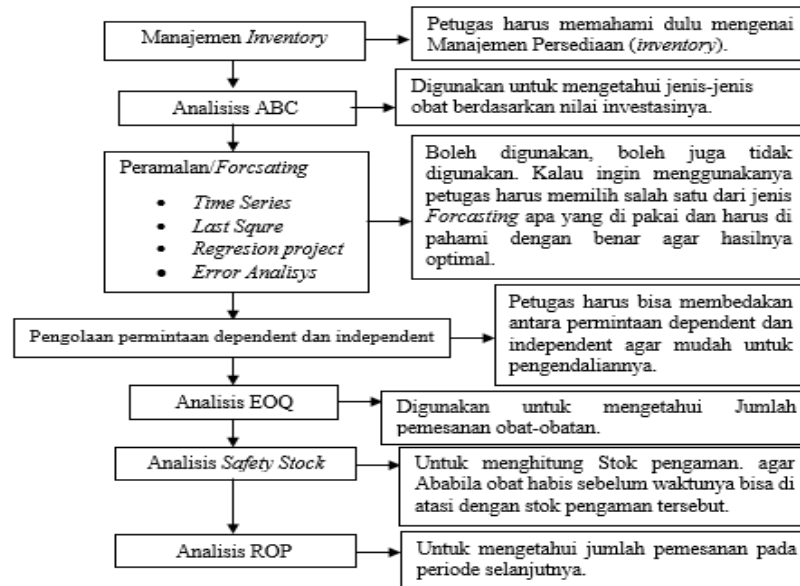 Manajemen Inventory
Petugas harus memahami dulu mengenai
Manajemen Persediaan (inventory).
Analisiss ABC
Digunakan untuk mengetahui jenis-jenis
obat berdasarkan nilai investasinya.
Peramalan/Forcsating
• Time Series
• Last Squre
• Regresion project
• Error Analisys
Boleh digunakan, boleh juga tidak
digunakan. Kalau ingin menggunakanya
petugas harus memilih salah satu dari jenis
Forcasting apa yang di pakai dan harus di
pahami dengan benar agar hasilnya
optimal.
Pengolaan permintaan dependent dan independent
Petugas harus bisa membedakan
antara permintaan dependent dan
independent agar mudah untuk
pengendaliannya.
Analisis EOQ
Digunakan untuk mengetahui Jumlah
pemesanan obat-obatan.
Analisis Safety Stock
Untuk menghitung Stok pengaman. agar
Ababila obat habis sebelum waktunya bisa di
atasi dengan stok pengaman tersebut.
Analisis ROP
Untuk mengetahui jumlah pemesanan pada
periode selanjutnya.